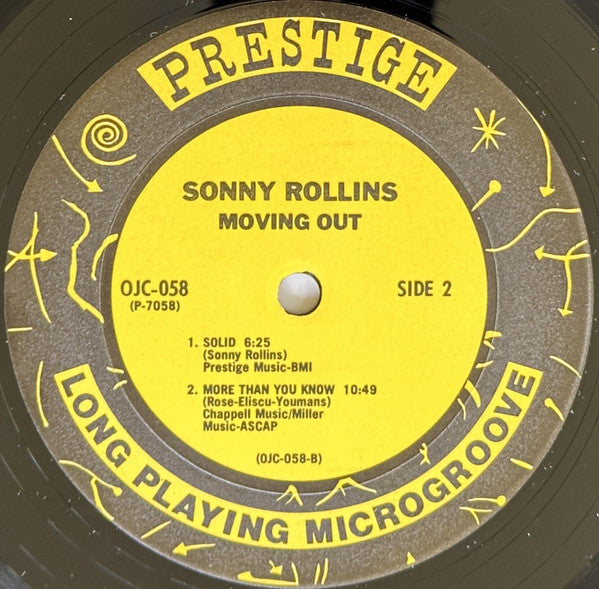 PRESTIGE
SONNY ROLLINS
MOVING OUT
OJC-058
(P-7058)
SIDE 2
1. SOLID 6:25
(Sonny Rollins)
Prestige Music-BMI
2. MORE THAN YOU KNOW 10:49
(Rose-Eliscu-Youmans)
Chappell Music/Miller
Music-ASCAP
(OJC-058-B)
LONG PLAYING MICROGROOVE